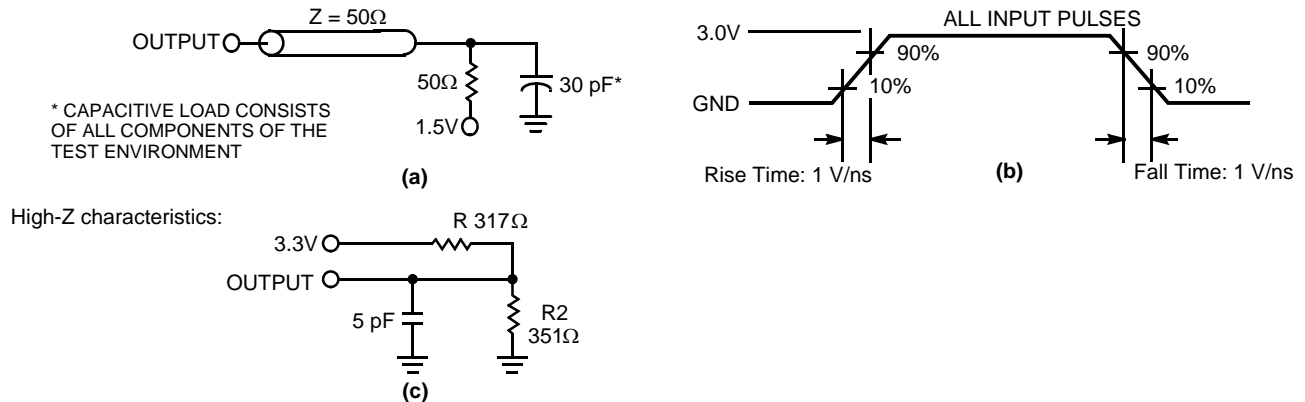 Z = 50Ω
OUTPUT
50Ω
30 pF*
1.5V
* CAPACITIVE LOAD CONSISTS
OF ALL COMPONENTS OF THE
TEST ENVIRONMENT
(a)
ALL INPUT PULSES
3.0V
90%
10%
GND
90%
10%
Rise Time: 1 V/ns
(b)
Fall Time: 1 V/ns
High-Z characteristics:
R 317Ω
3.3V
OUTPUT
5 pF
R2
351Ω
(c)